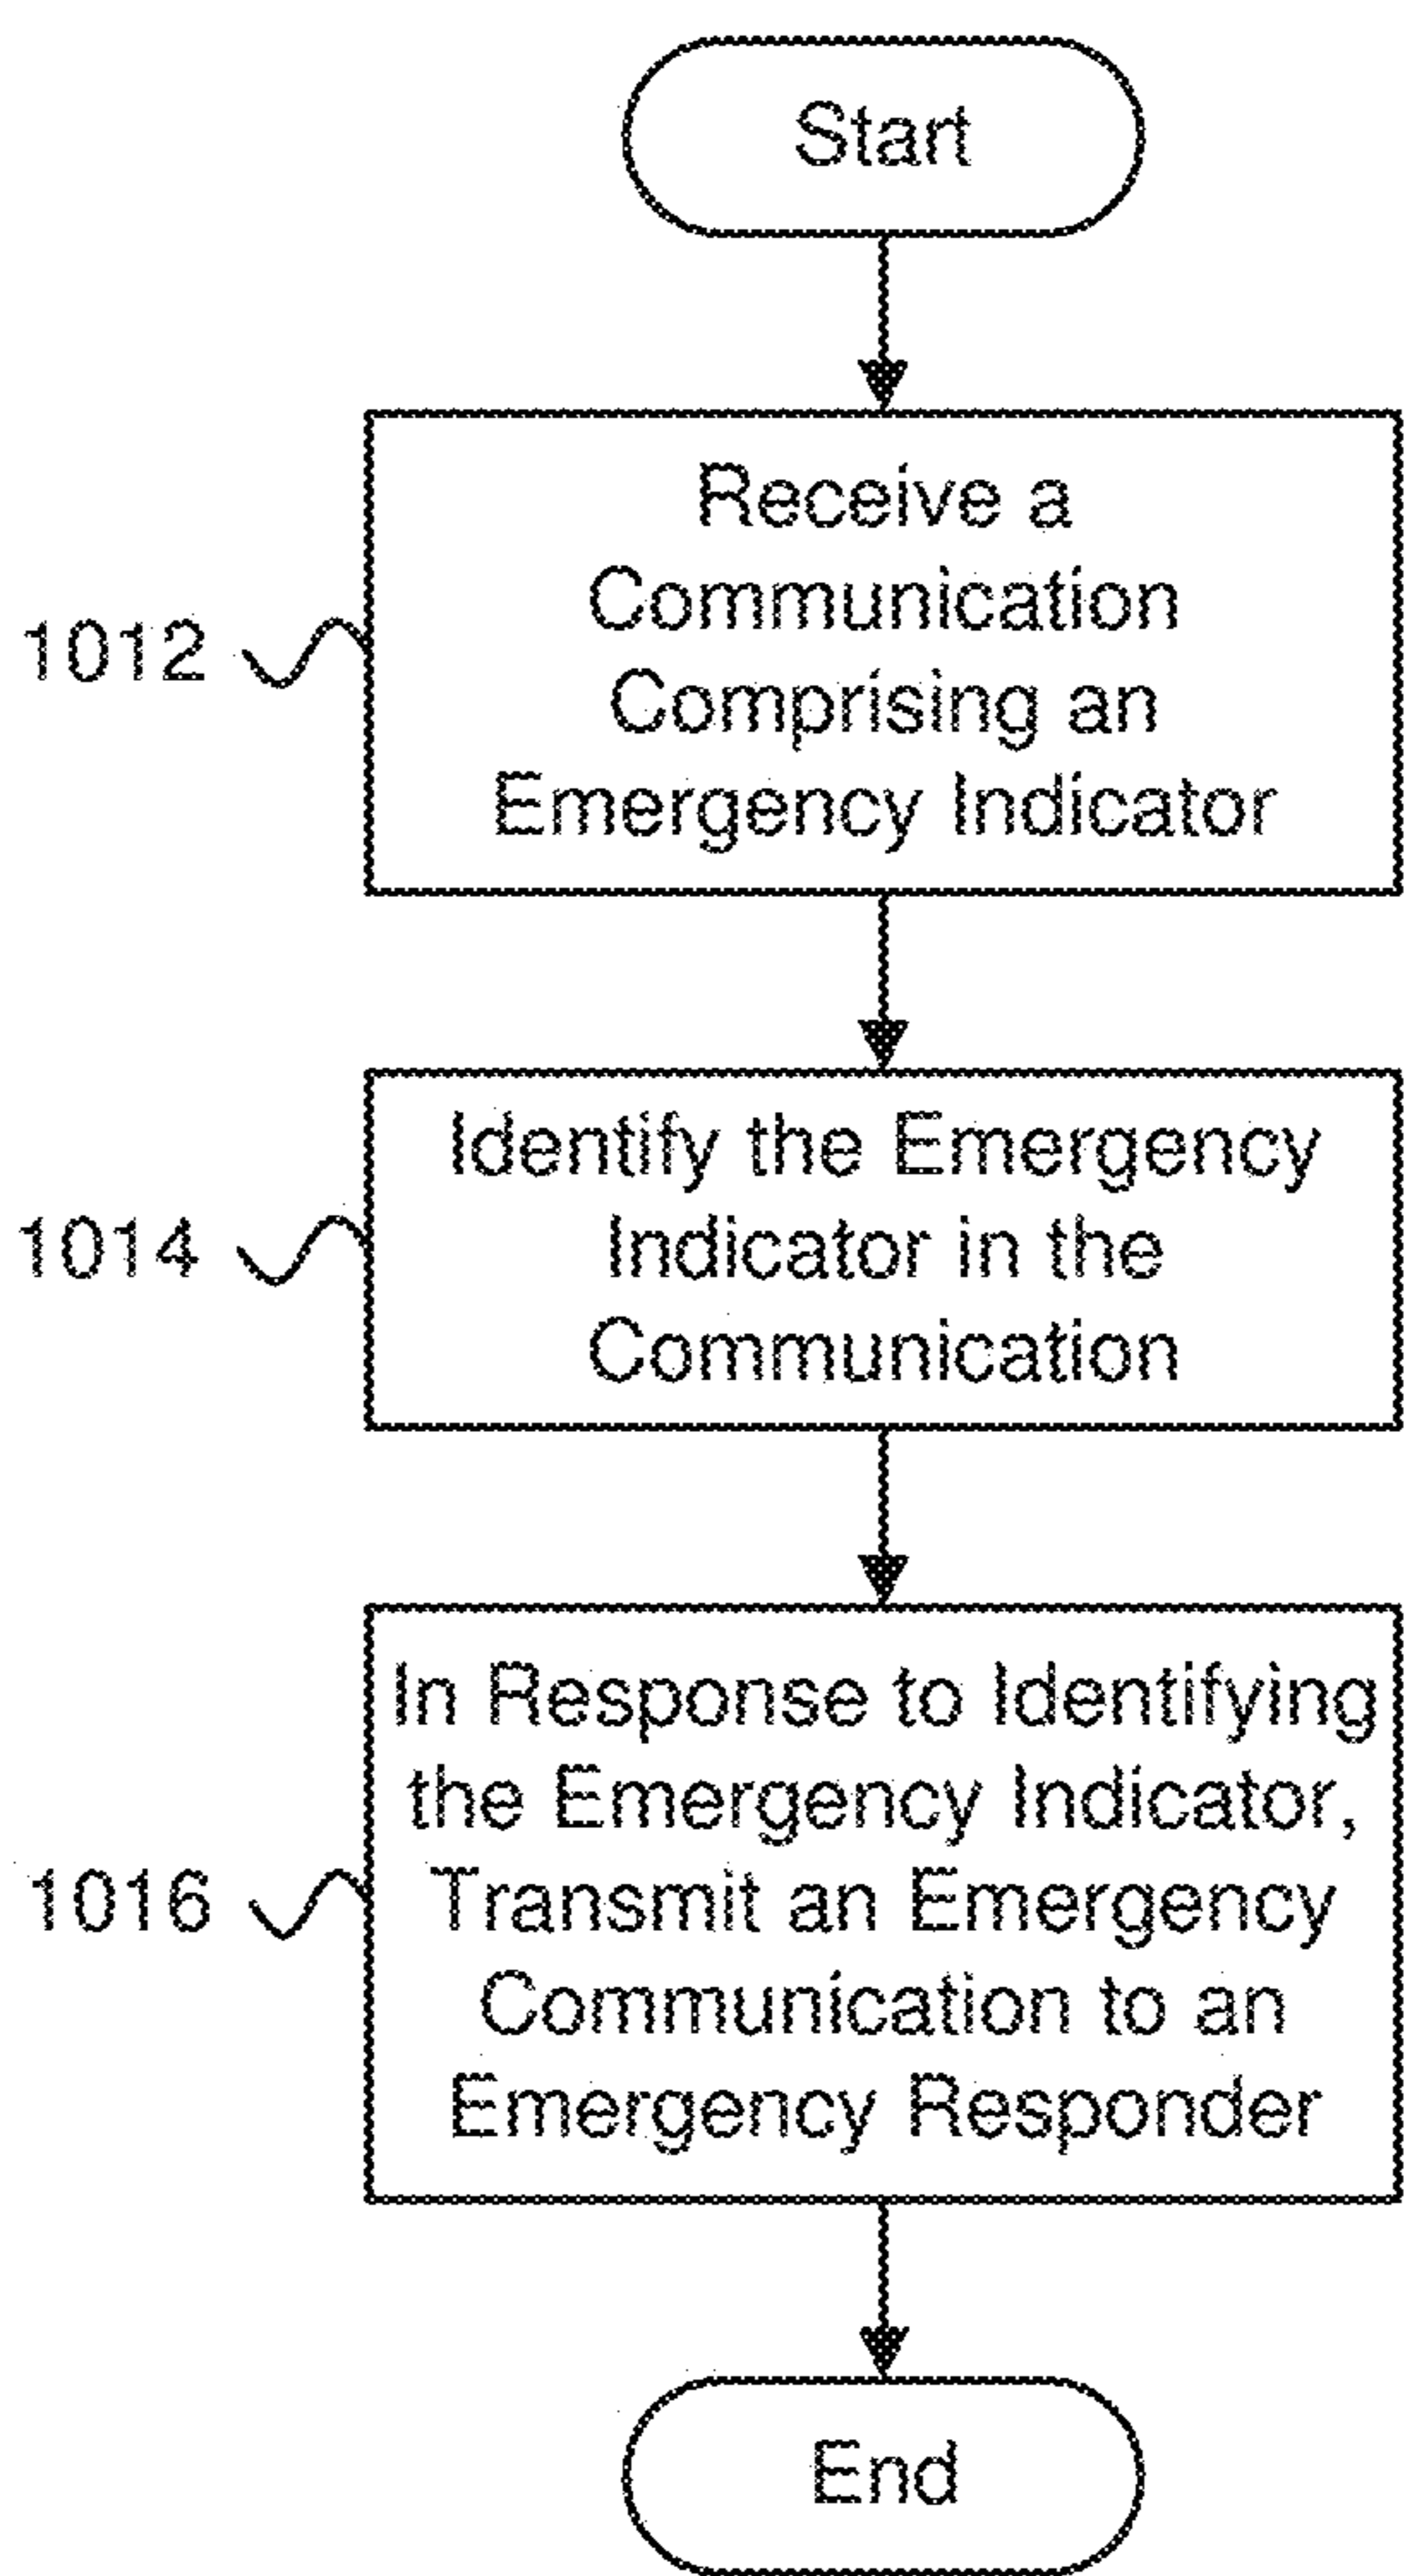 Start
Receive a
Communication
Comprising an
Emergency Indicator
1012
Identify the Emergency
Indicator in the
Communication
1014
In Response to Identifying
the Emergency Indicator,
Transmit an Emergency
Communication to an
Emergency Responder
1016
End